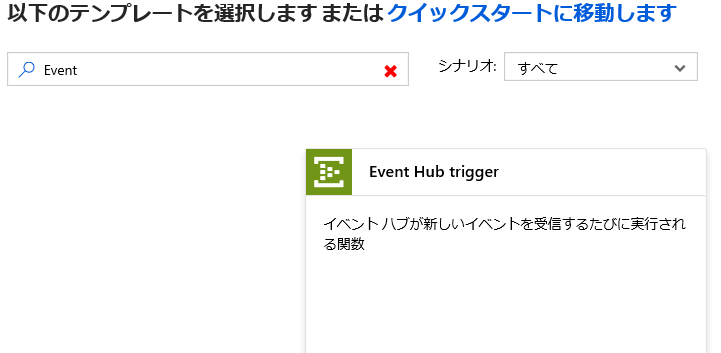 以下のテンプレートを選択します または クイックスタートに移動します
Event
シナリオ: すべて
Event Hub trigger
イベント ハブが新しいイベントを受信するたびに実行され
る関数